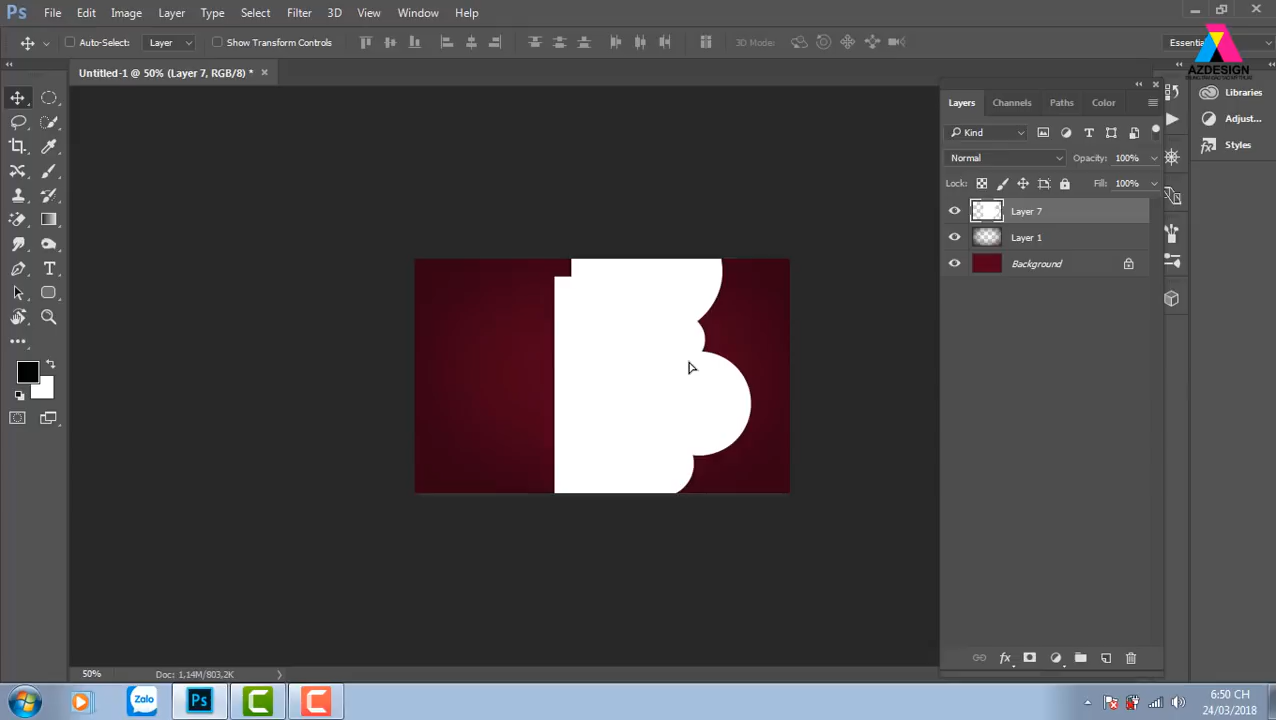 Ps File Edit Image Layer Type Select Filter 3D View Window Help
Auto-Select: Layer Show Transform Controls 3D Mode: Essenti
AZDESIGN
Untitled-1 @ 50% (Layer 7, RGB/8) * ×
Layers Channels Paths Color
Libraries
Adjust...
Styles
Kind
Normal Opacity: 100%
Lock: Fill: 100%
Layer 7
Layer 1
Background
fx
50% Doc: 1,14M/803,2K
Zalo Ps
6:50 CH
24/03/2018